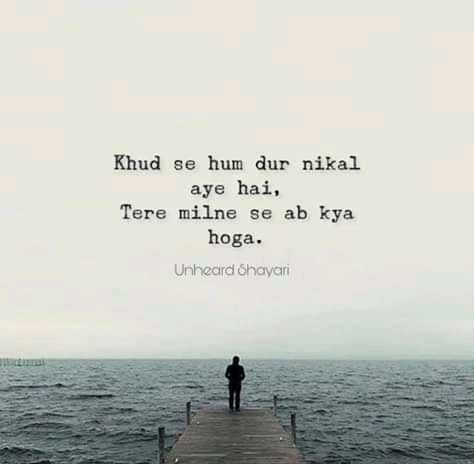 Khud se hum dur nikal
aye hai,
Tere milne se ab kya
hoga.
Unheard Shayari